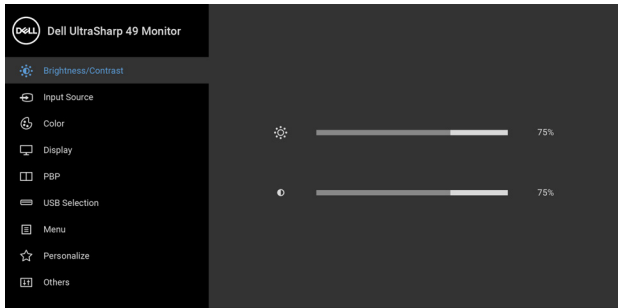 DELL
Dell UltraSharp 49 Monitor
Brightness/Contrast
Input Source
Color
Display
PBP
USB Selection
Menu
Personalize
Others
75%
75%